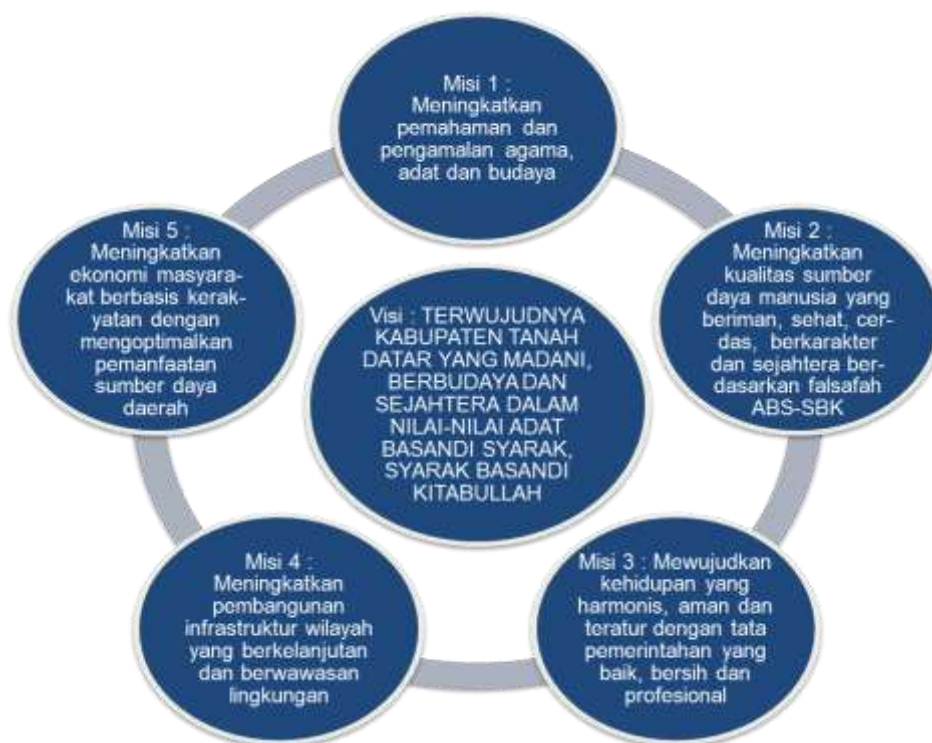 Misi 1 :
Meningkatkan
pemahaman dan
pengamalan agama,
adat dan budaya
Misi 2 :
Meningkatkan
kualitas sumber
daya manusia yang
beriman, sehat, cer-
das, berkarakter
dan sejahtera ber-
dasarkan falsafah
ABS-SBK
Misi 3 : Mewujudkan
kehidupan yang
harmonis, aman dan
teratur dengan tata
pemerintahan yang
baik, bersih dan
profesional
Misi 4 :
Meningkatkan
pembangunan
infrastruktur wilayah
yang berkelanjutan
dan berwawasan
lingkungan
Misi 5 :
Meningkatkan
ekonomi masyara-
kat berbasis kerak-
yatan dengan
mengoptimalkan
pemanfaatan
sumber daya
daerah
Visi : TERWUJUDNYA
KABUPATEN TANAH
DATAR YANG MADANI,
BERBUDAYA DAN
SEJAHTERA DALAM
NILAI-NILAI ADAT
BASANDI SYARAK,
SYARAK BASANDI
KITABULLAH